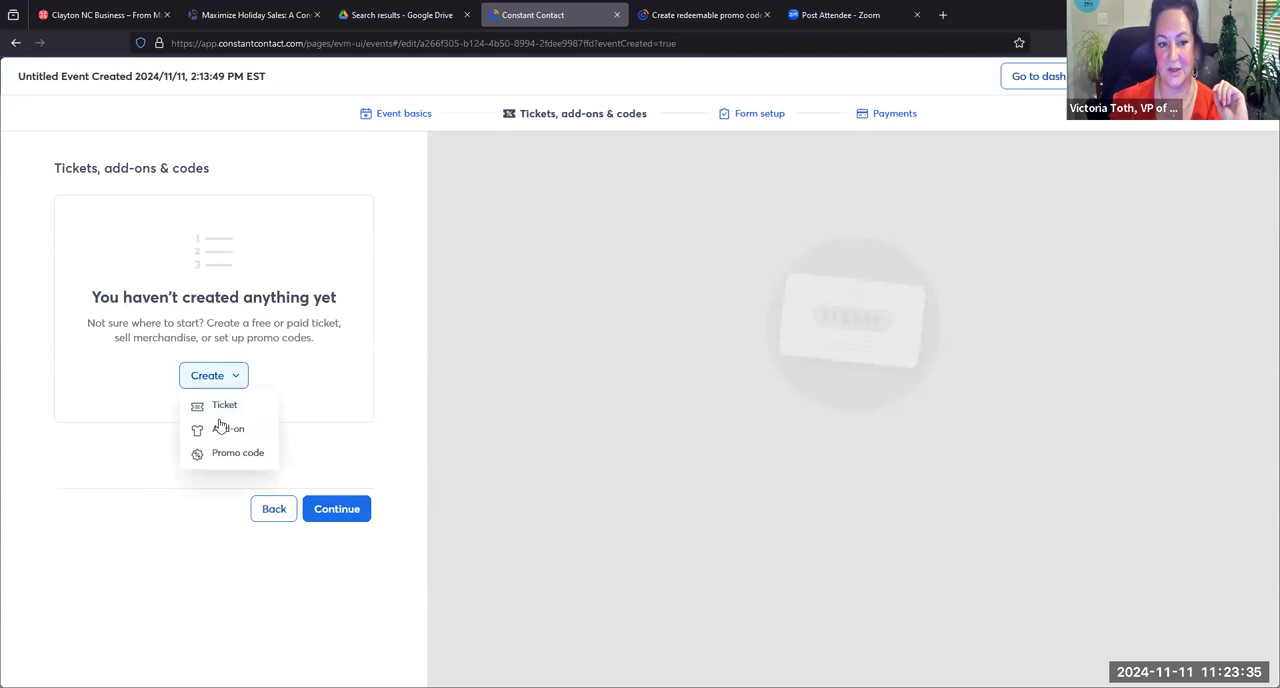 Clayton NC Business – From M
Maximize Holiday Sales: A Con
Search results - Google Drive
Constant Contact
Create redeemable promo cod
Post Attendee - Zoom
https://app.constantcontact.com/pages/evm-ui/events#/edit/a266f305-b124-4b50-8994-2fdee9987ffd?eventCreated=true
Untitled Event Created 2024/11/11, 2:13:49 PM EST
Go to dash
Victoria Toth, VP of ...
Event basics
Tickets, add-ons & codes
Form setup
Payments
Tickets, add-ons & codes
1
2
3
You haven't created anything yet
Not sure where to start? Create a free or paid ticket,
sell merchandise, or set up promo codes.
Create
Ticket
Add-on
Promo code
Back
Continue
2024-11-11 11:23:35